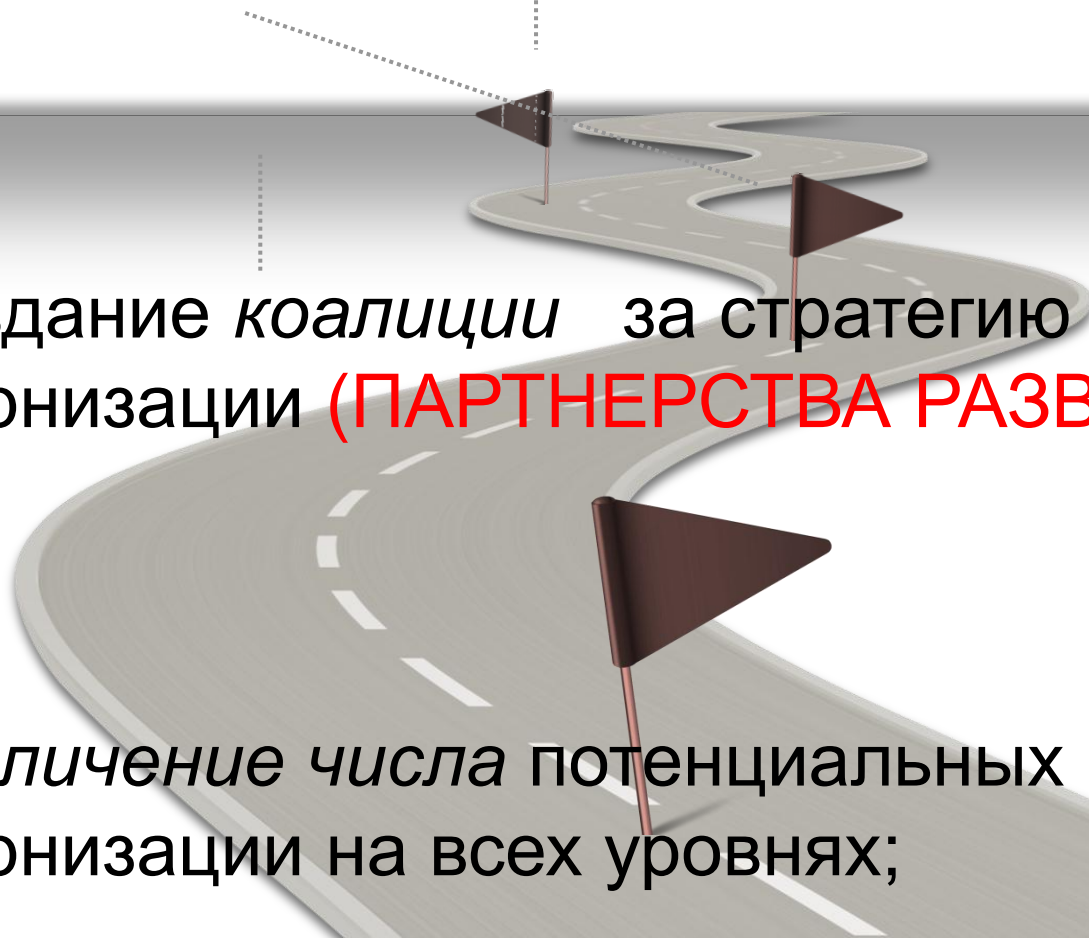 дание коалиции за стратегию
онизации (ПАРТНЕРСТВА РАЗВ
личение числа потенциальных
онизации на всех уровнях;